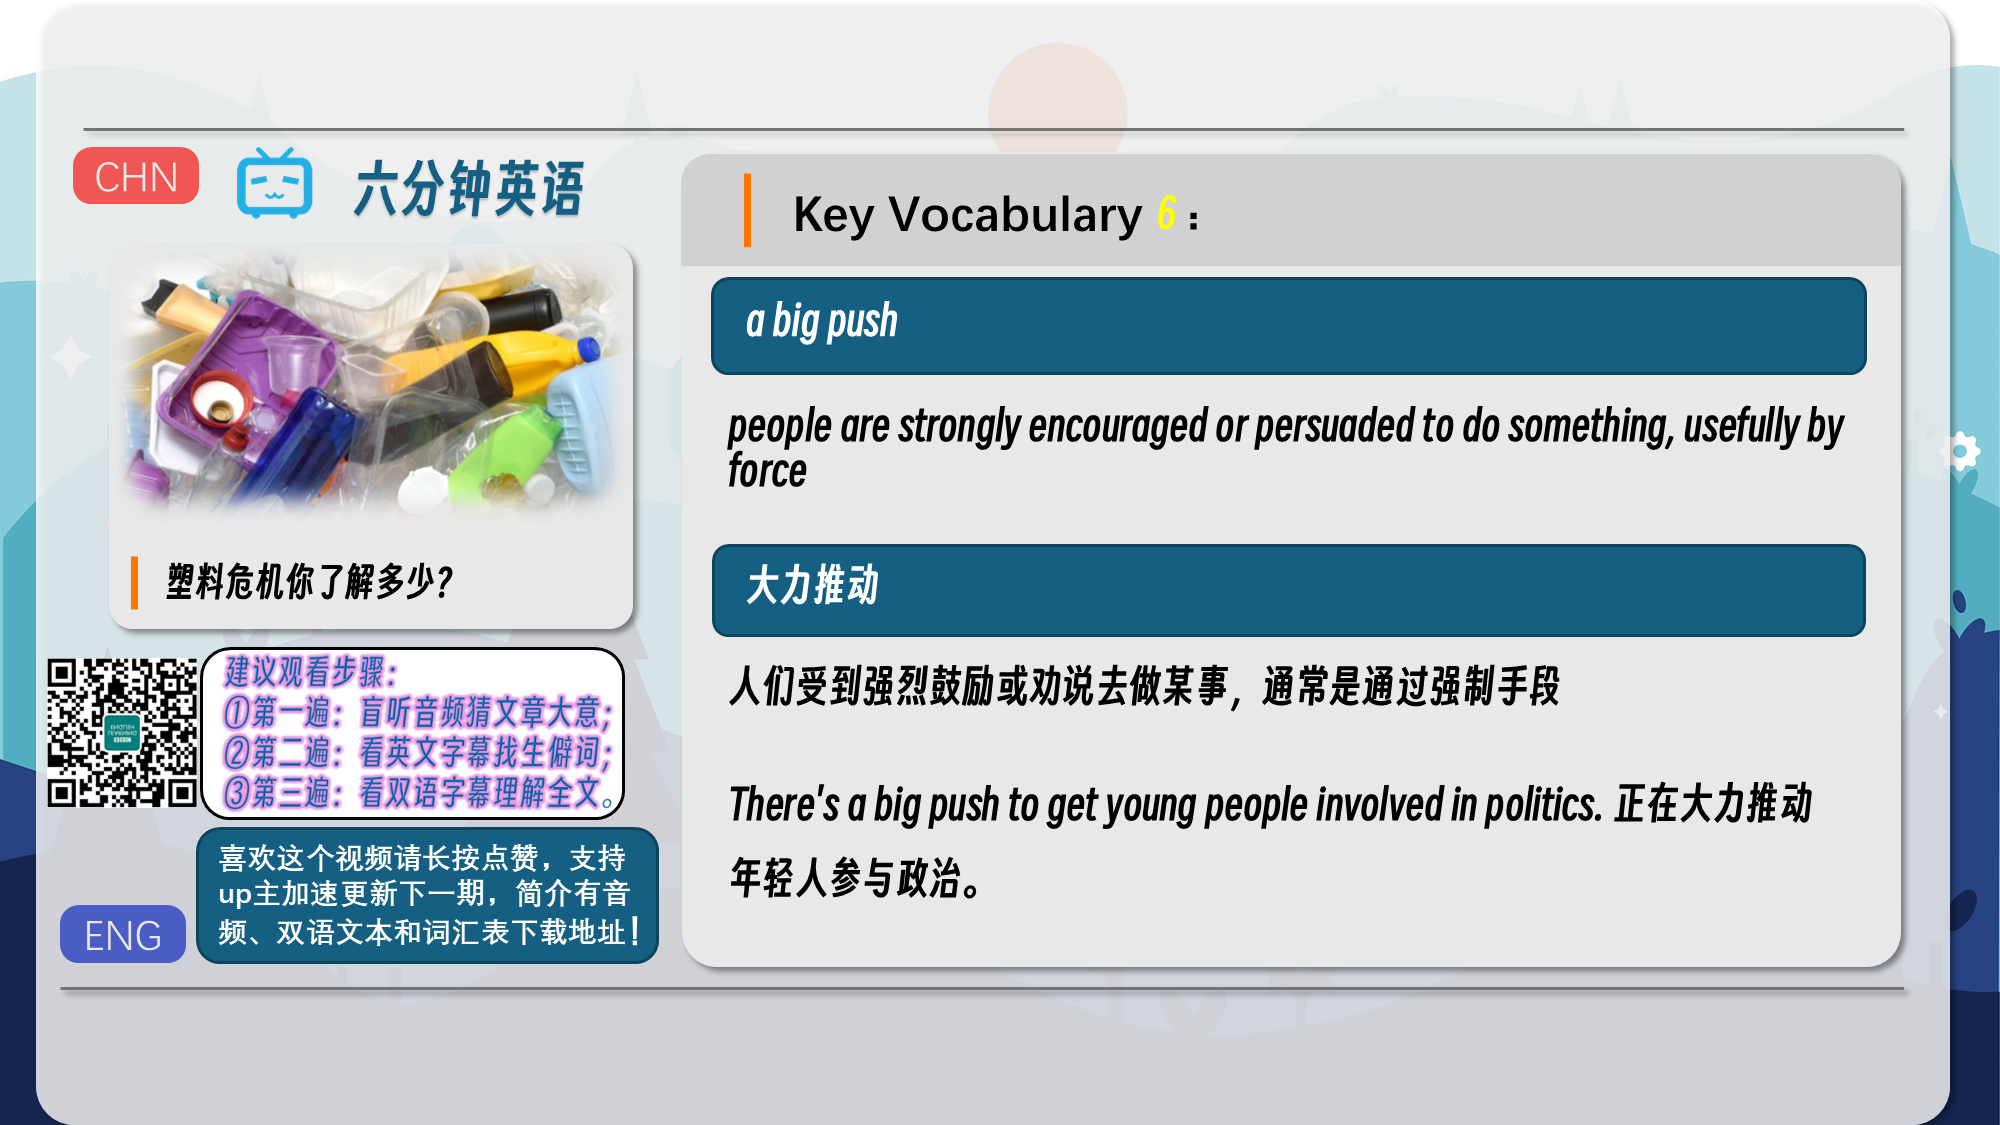 CHN
六分钟英语
塑料危机你了解多少？
建议观看步骤：
①第一遍：盲听音频猜文章大意；
②第二遍：看英文字幕找生僻词；
③第三遍：看双语字幕理解全文。
喜欢这个视频请长按点赞，支持
up主加速更新下一期，简介有音
频、双语文本和词汇表下载地址！
ENG
Key Vocabulary 6：
a big push
people are strongly encouraged or persuaded to do something, usefully by
force
大力推动
人们受到强烈鼓励或劝说去做某事，通常是通过强制手段
There's a big push to get young people involved in politics. 正在大力推动
年轻人参与政治。